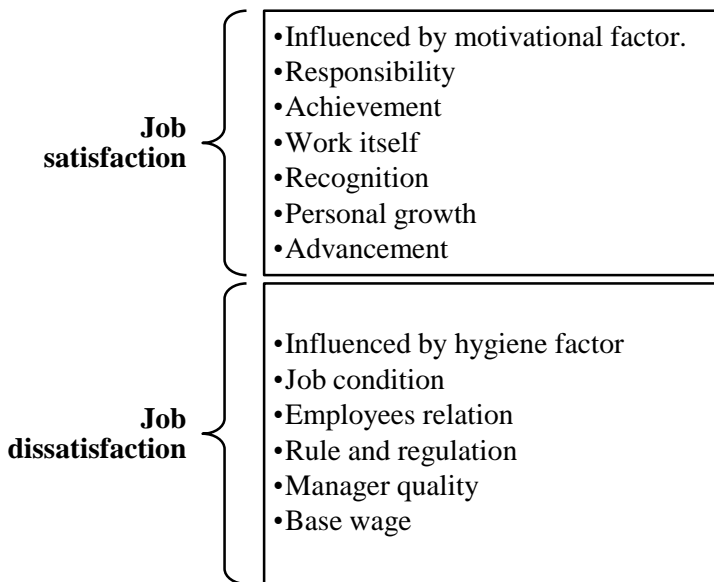 Job
satisfaction
•Influenced by motivational factor.
•Responsibility
•Achievement
•Work itself
•Recognition
•Personal growth
•Advancement
Job
dissatisfaction
•Influenced by hygiene factor
•Job condition
•Employees relation
•Rule and regulation
•Manager quality
•Base wage